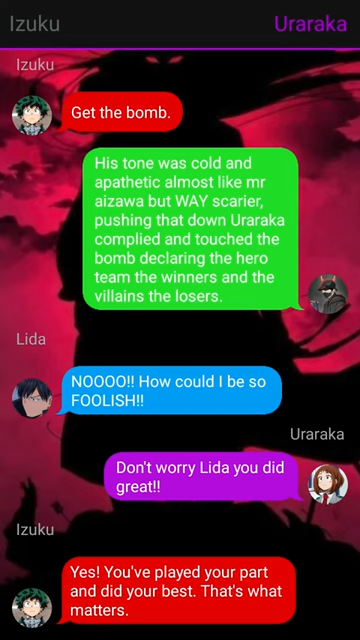 Izuku
Uraraka
Izuku
Get the bomb.
His tone was cold and
apathetic almost like mr
aizawa but WAY scarier,
pushing that down Uraraka
complied and touched the
bomb declaring the hero
team the winners and the
villains the losers.
Lida
NOOOO!! How could I be so
FOOLISH!!
Uraraka
Don't worry Lida you did
great!!
Izuku
Yes! You've played your part
and did your best. That's what
matters.